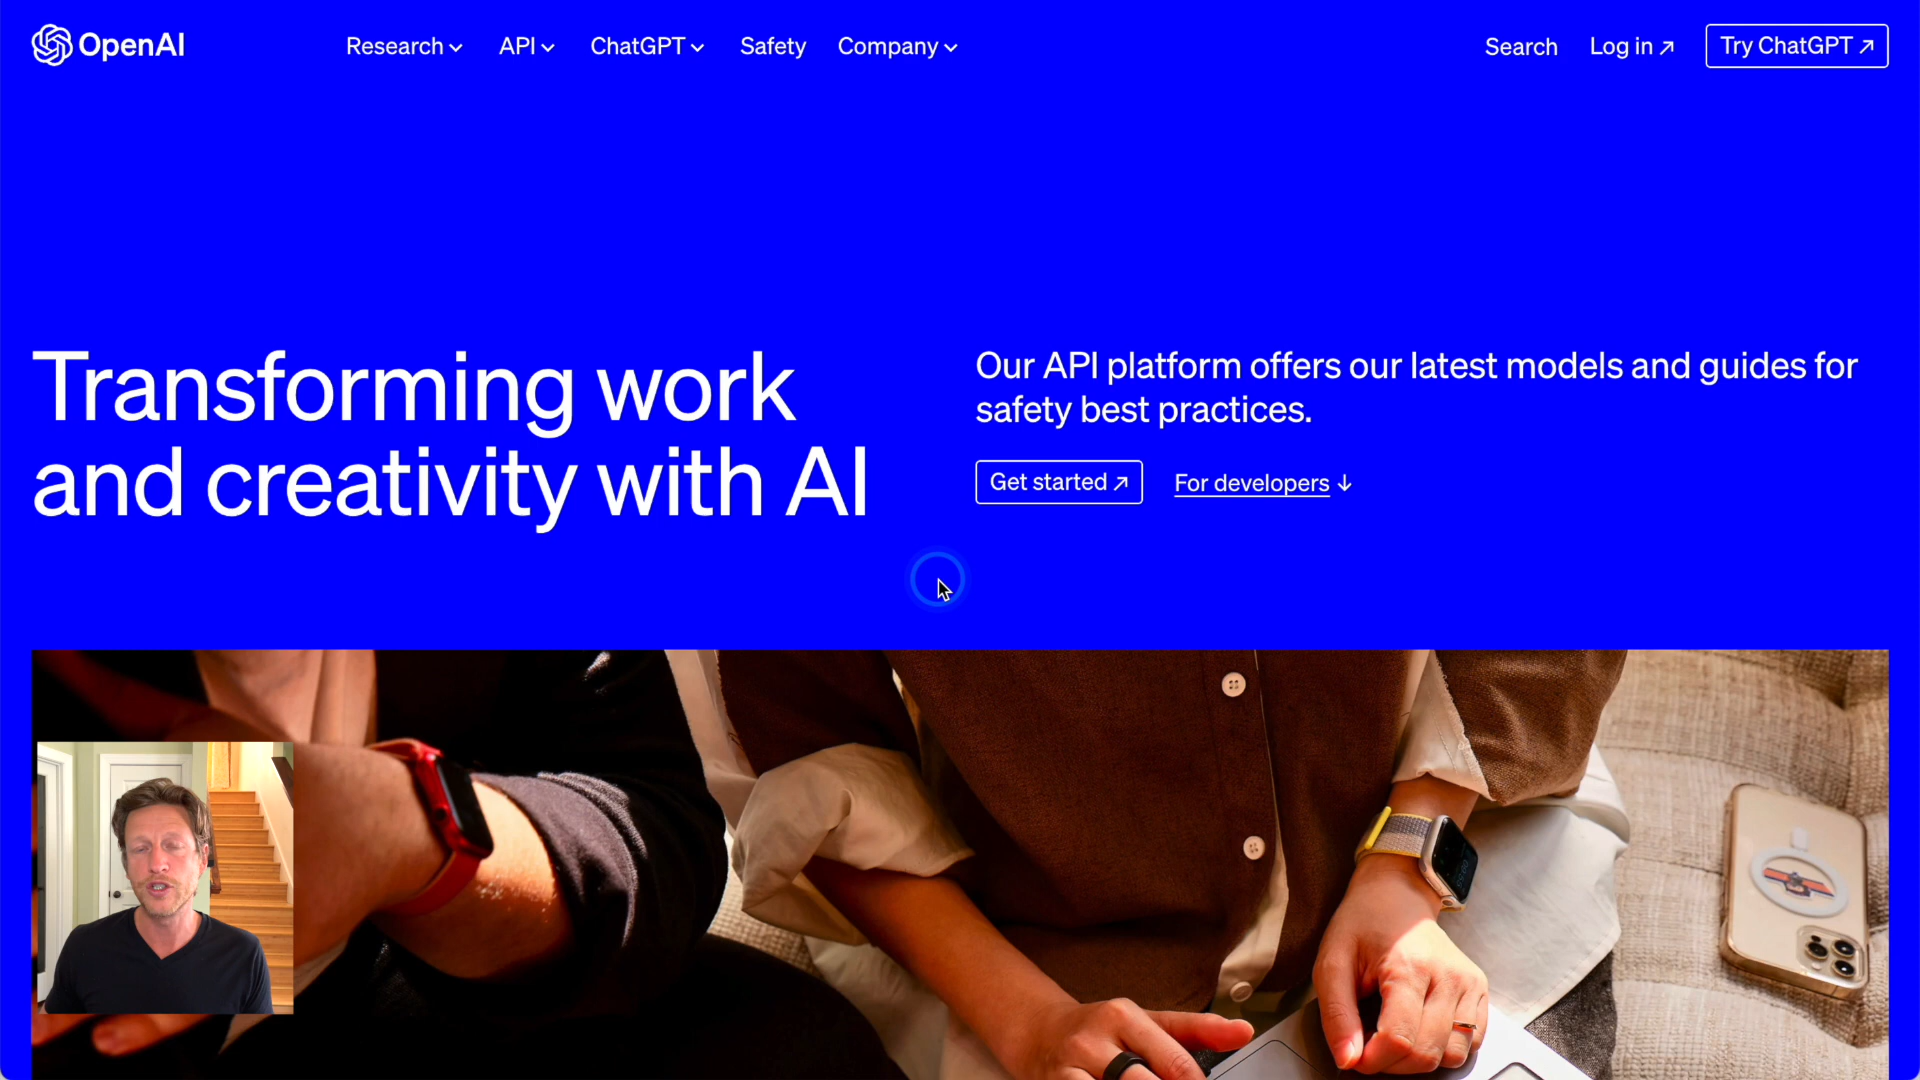 OpenAI
Research
API
ChatGPT
Safety
Company
Search
Log in ↗
Try ChatGPT ↗
Transforming work
and creativity with AI
Our API platform offers our latest models and guides for
safety best practices.
Get started ↗
For developers ↓